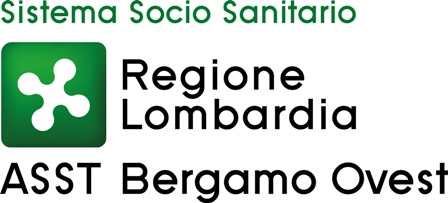 Sistema Socio Sanitario
Regione
Lombardia
ASST Bergamo Ovest